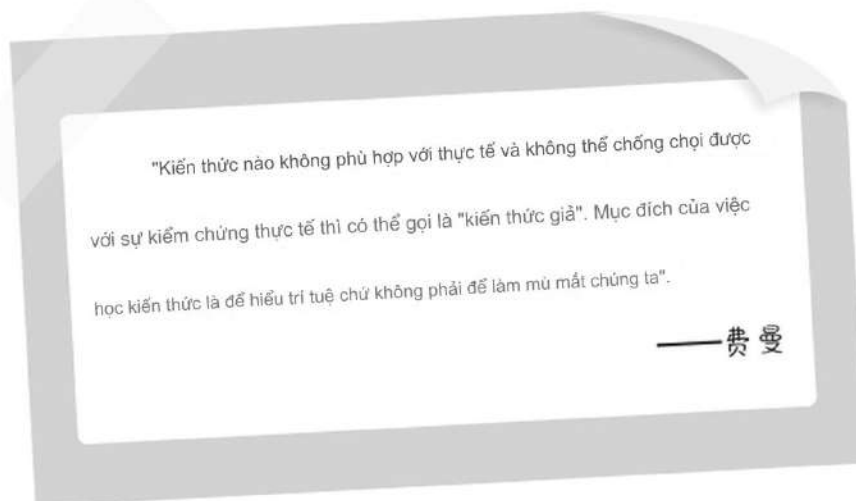 "Kiến thức nào không phù hợp với thực tế và không thể chống chọi được
với sự kiểm chứng thực tế thì có thể gọi là "kiến thức giả". Mục đích của việc
học kiến thức là để hiểu trí tuệ chứ không phải để làm mù mắt chúng ta".
——费曼